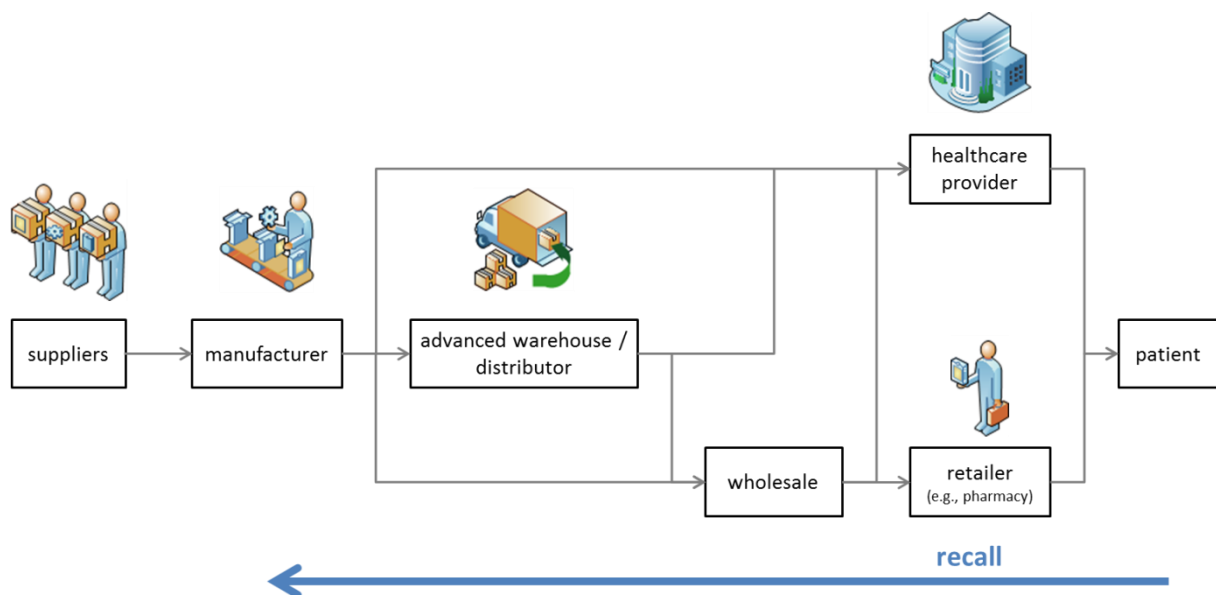 healthcare
provider
suppliers
manufacturer
advanced warehouse /
distributor
patient
wholesale
retailer
(e.g., pharmacy)
recall